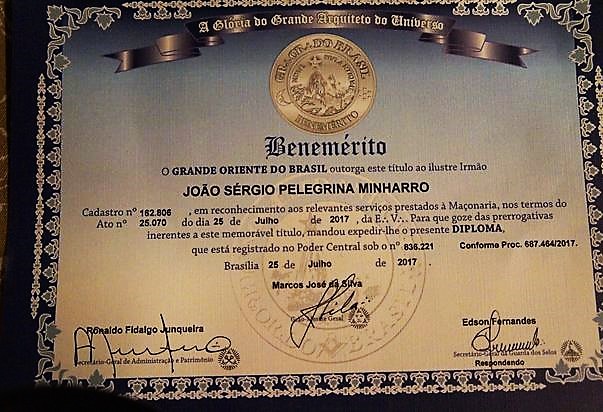 A Glória do Grande Arquiteto do Universo
BENEMÉRITO
Benemérito
O GRANDE ORIENTE DO BRASIL outorga este título ao ilustre Irmão
JOÃO SÉRGIO PELEGRINA MINHARRO
Cadastro nº 162.806 , em reconhecimento aos relevantes serviços prestados à Maçonaria, nos termos do
Ato nº 25.070 do dia 25 de Julho de 2017 , da E∴ V∴. Para que goze das prerrogativas
inerentes a este memorável título, mandou expedir-lhe o presente DIPLOMA,
que está registrado no Poder Central sob o nº 836.221 Conforme Proc. 687.464/2017.
Brasília 25 de Julho de 2017
Marcos José da Silva
Grão-Mestre Geral
Ronaldo Fidalgo Junqueira
Secretário-Geral de Administração e Patrimônio
Edson Fernandes
Secretário-Geral da Guarda dos Selos
Respondendo